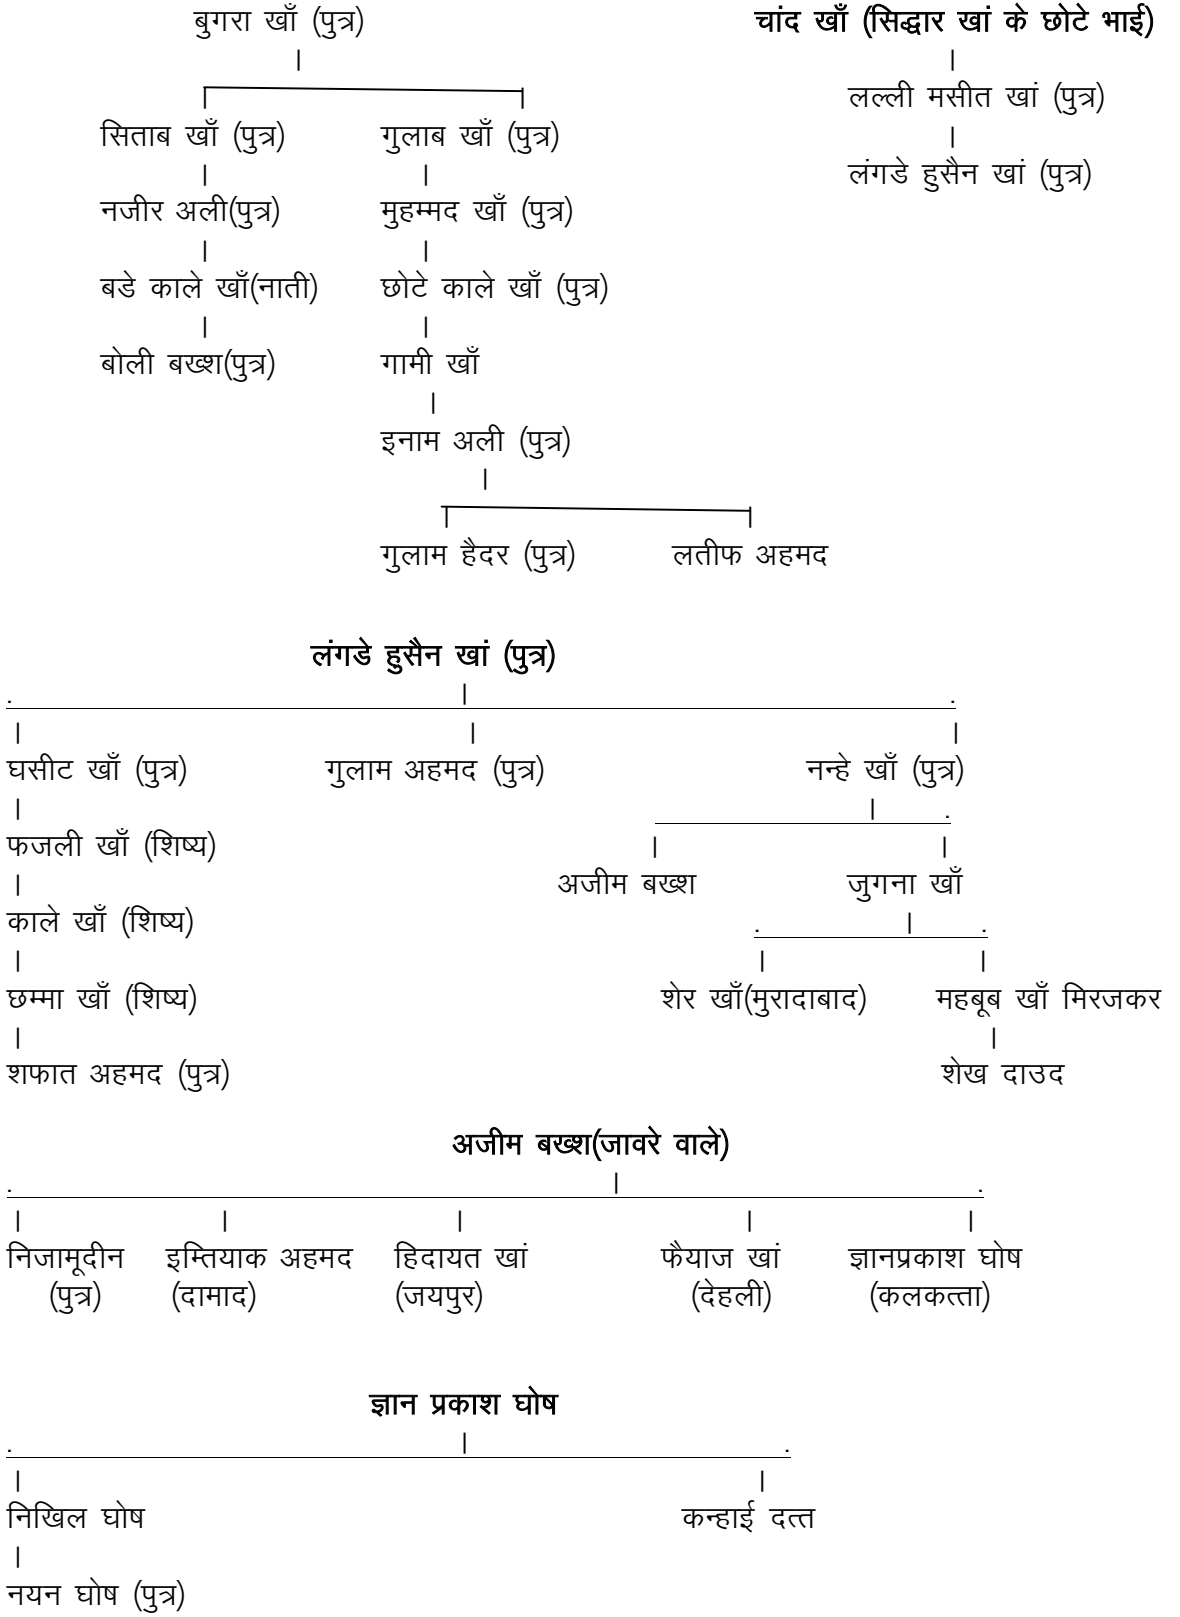 बुगरा खाँ (पुत्र) चांद खाँ (सिद्धार खां के छोटे भाई)
लल्ली मसीत खां (पुत्र)
सिताब खाँ (पुत्र) गुलाब खाँ (पुत्र)
लंगडे हुसैन खां (पुत्र)
नजीर अली(पुत्र) मुहम्मद खाँ (पुत्र)
बडे काले खाँ(नाती) छोटे काले खाँ (पुत्र)
बोली बख्श(पुत्र) गामी खाँ
इनाम अली (पुत्र)
गुलाम हैदर (पुत्र) लतीफ अहमद
लंगडे हुसैन खां (पुत्र)
घसीट खाँ (पुत्र) गुलाम अहमद (पुत्र) नन्हे खाँ (पुत्र)
फजली खाँ (शिष्य)
अजीम बख्श जुगना खाँ
काले खाँ (शिष्य)
छम्मा खाँ (शिष्य) शेर खाँ(मुरादाबाद) महबूब खाँ मिरजकर
शफात अहमद (पुत्र) शेख दाउद
अजीम बख्श(जावरे वाले)
निजामूदीन इम्तियाक अहमद हिदायत खां फैयाज खां ज्ञानप्रकाश घोष
(पुत्र) (दामाद) (जयपुर) (देहली) (कलकत्ता)
ज्ञान प्रकाश घोष
निखिल घोष कन्हाई दत्त
नयन घोष (पुत्र)